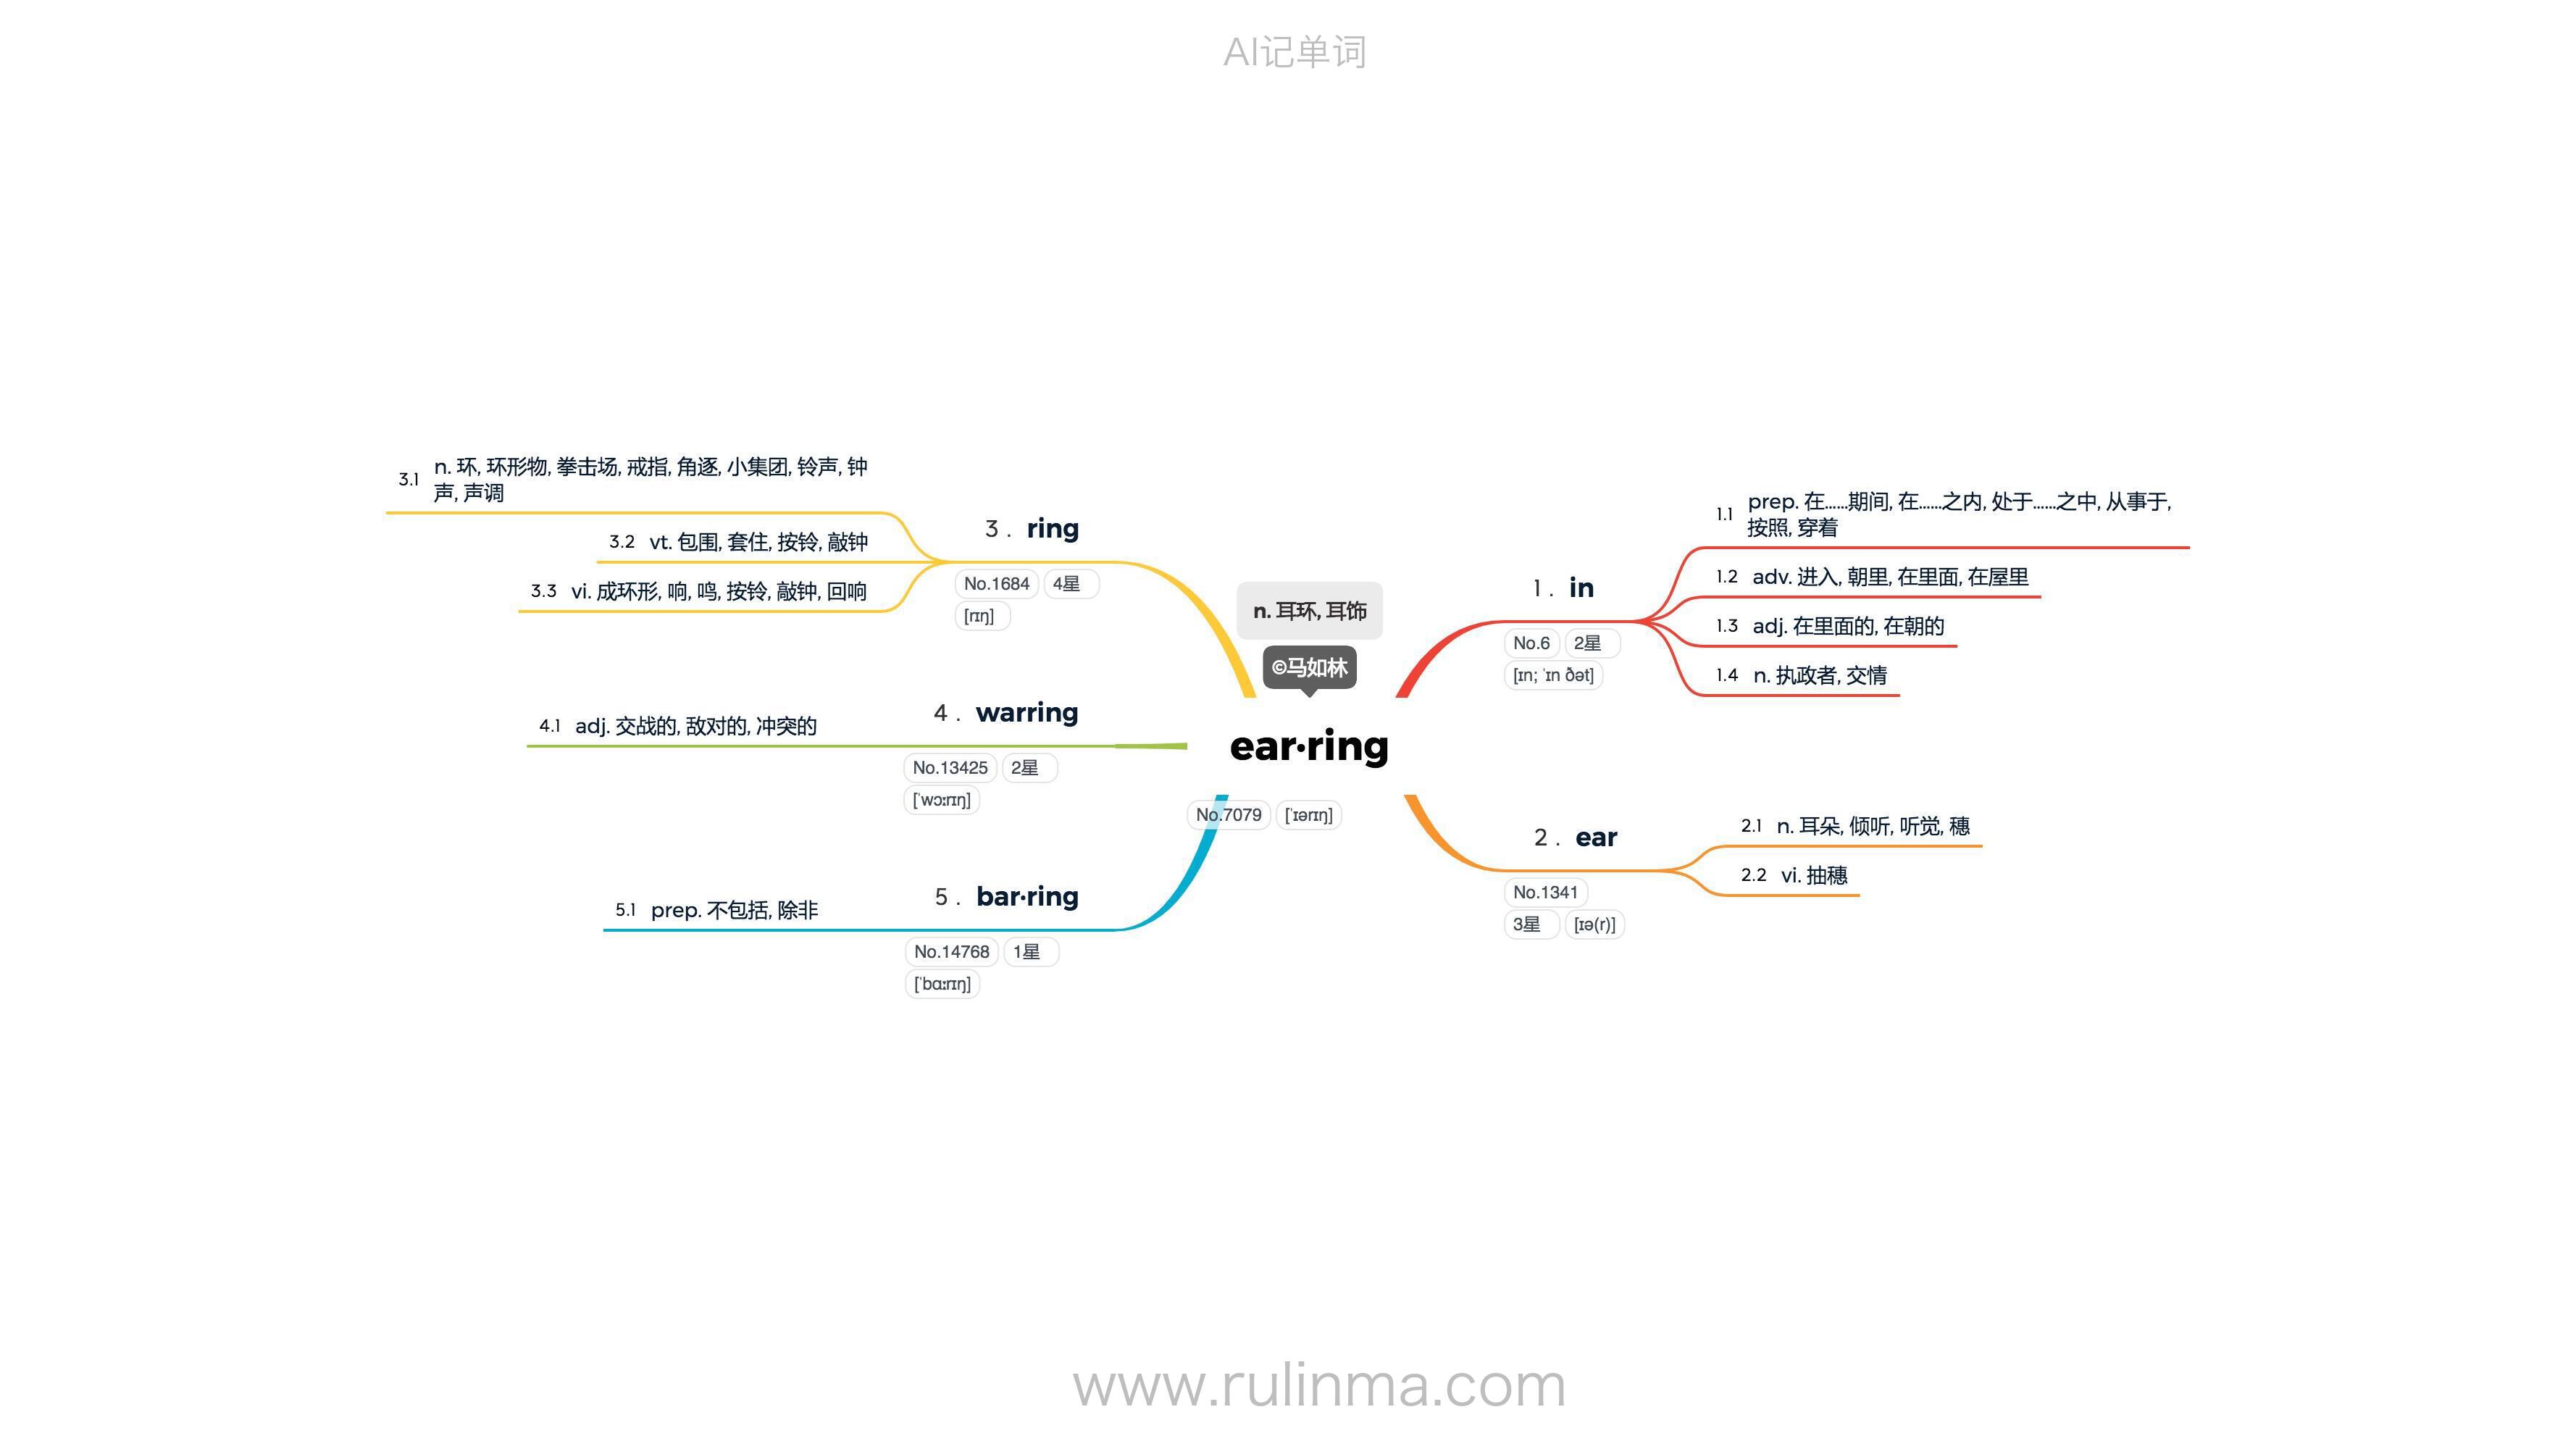 AI记单词
n. 耳环, 耳饰
©马如林
ear·ring
No.7079 [ˈɪərɪŋ]
1 . in
No.6 2星
[ɪn; ˈɪn ðət]
1.1 prep. 在……期间, 在……之内, 处于……之中, 从事于,
按照, 穿着
1.2 adv. 进入, 朝里, 在里面, 在屋里
1.3 adj. 在里面的, 在朝的
1.4 n. 执政者, 交情
2 . ear
No.1341
3星 [ɪə(r)]
2.1 n. 耳朵, 倾听, 听觉, 穗
2.2 vi. 抽穗
3 . ring
No.1684 4星
[rɪŋ]
3.1 n. 环, 环形物, 拳击场, 戒指, 角逐, 小集团, 铃声, 钟
声, 声调
3.2 vt. 包围, 套住, 按铃, 敲钟
3.3 vi. 成环形, 响, 鸣, 按铃, 敲钟, 回响
4 . warring
No.13425 2星
[ˈwɔːrɪŋ]
4.1 adj. 交战的, 敌对的, 冲突的
5 . bar·ring
No.14768 1星
[ˈbɑːrɪŋ]
5.1 prep. 不包括, 除非
www.rulinma.com